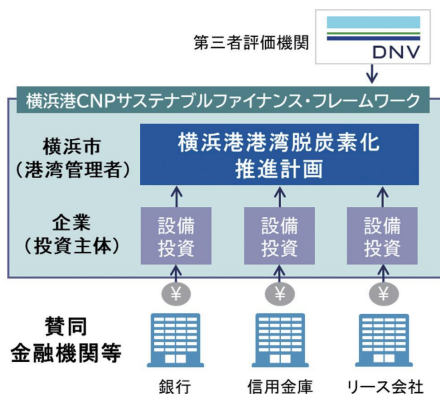 第三者評価機関
DNV
横浜港CNPサステナブルファイナンス・フレームワーク
横浜市
(港湾管理者)
横浜港港湾脱炭素化
推進計画
企業
(投資主体)
設備
投資
設備
投資
設備
投資
¥
¥
¥
賛同
金融機関等
銀行
信用金庫
リース会社